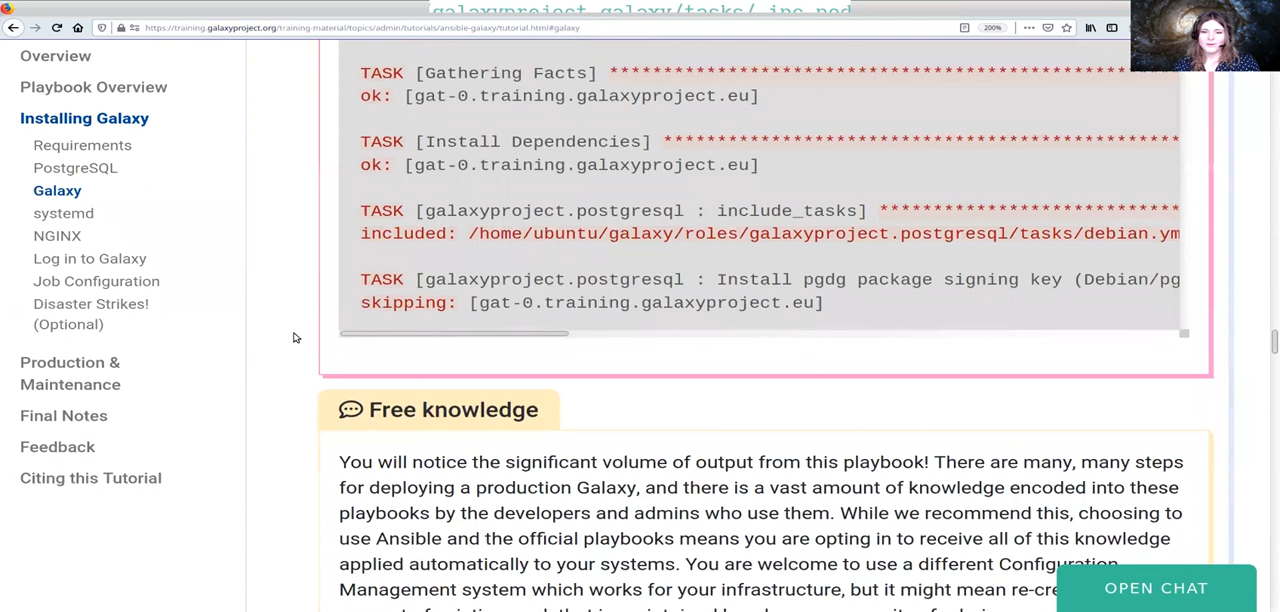 galaxyproject.galaxy/tasks/
https://training.galaxyproject.org/training-material/topics/admin/tutorials/ansible-galaxy/tutorial.html#galaxy
200%
Overview
Playbook Overview
Installing Galaxy
Requirements
PostgreSQL
Galaxy
systemd
NGINX
Log in to Galaxy
Job Configuration
Disaster Strikes!
(Optional)
Production &
Maintenance
Final Notes
Feedback
Citing this Tutorial
TASK [Gathering Facts] ****************************************************
ok: [gat-0.training.galaxyproject.eu]
TASK [Install Dependencies] ************************************************
ok: [gat-0.training.galaxyproject.eu]
TASK [galaxyproject.postgresql : include_tasks] ****************************
included: /home/ubuntu/galaxy/roles/galaxyproject.postgresql/tasks/debian.ym
TASK [galaxyproject.postgresql : Install pgdg package signing key (Debian/pg
skipping: [gat-0.training.galaxyproject.eu]
Free knowledge
You will notice the significant volume of output from this playbook! There are many, many steps
for deploying a production Galaxy, and there is a vast amount of knowledge encoded into these
playbooks by the developers and admins who use them. While we recommend this, choosing to
use Ansible and the official playbooks means you are opting in to receive all of this knowledge
applied automatically to your systems. You are welcome to use a different Configuration
Management system which works for your infrastructure, but it might mean re-cre
OPEN CHAT